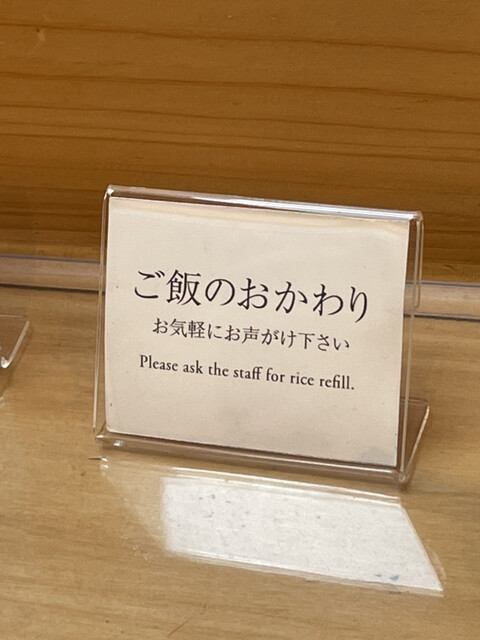 ご飯のおかわり
お気軽にお声がけ下さい
Please ask the staff for rice refill.